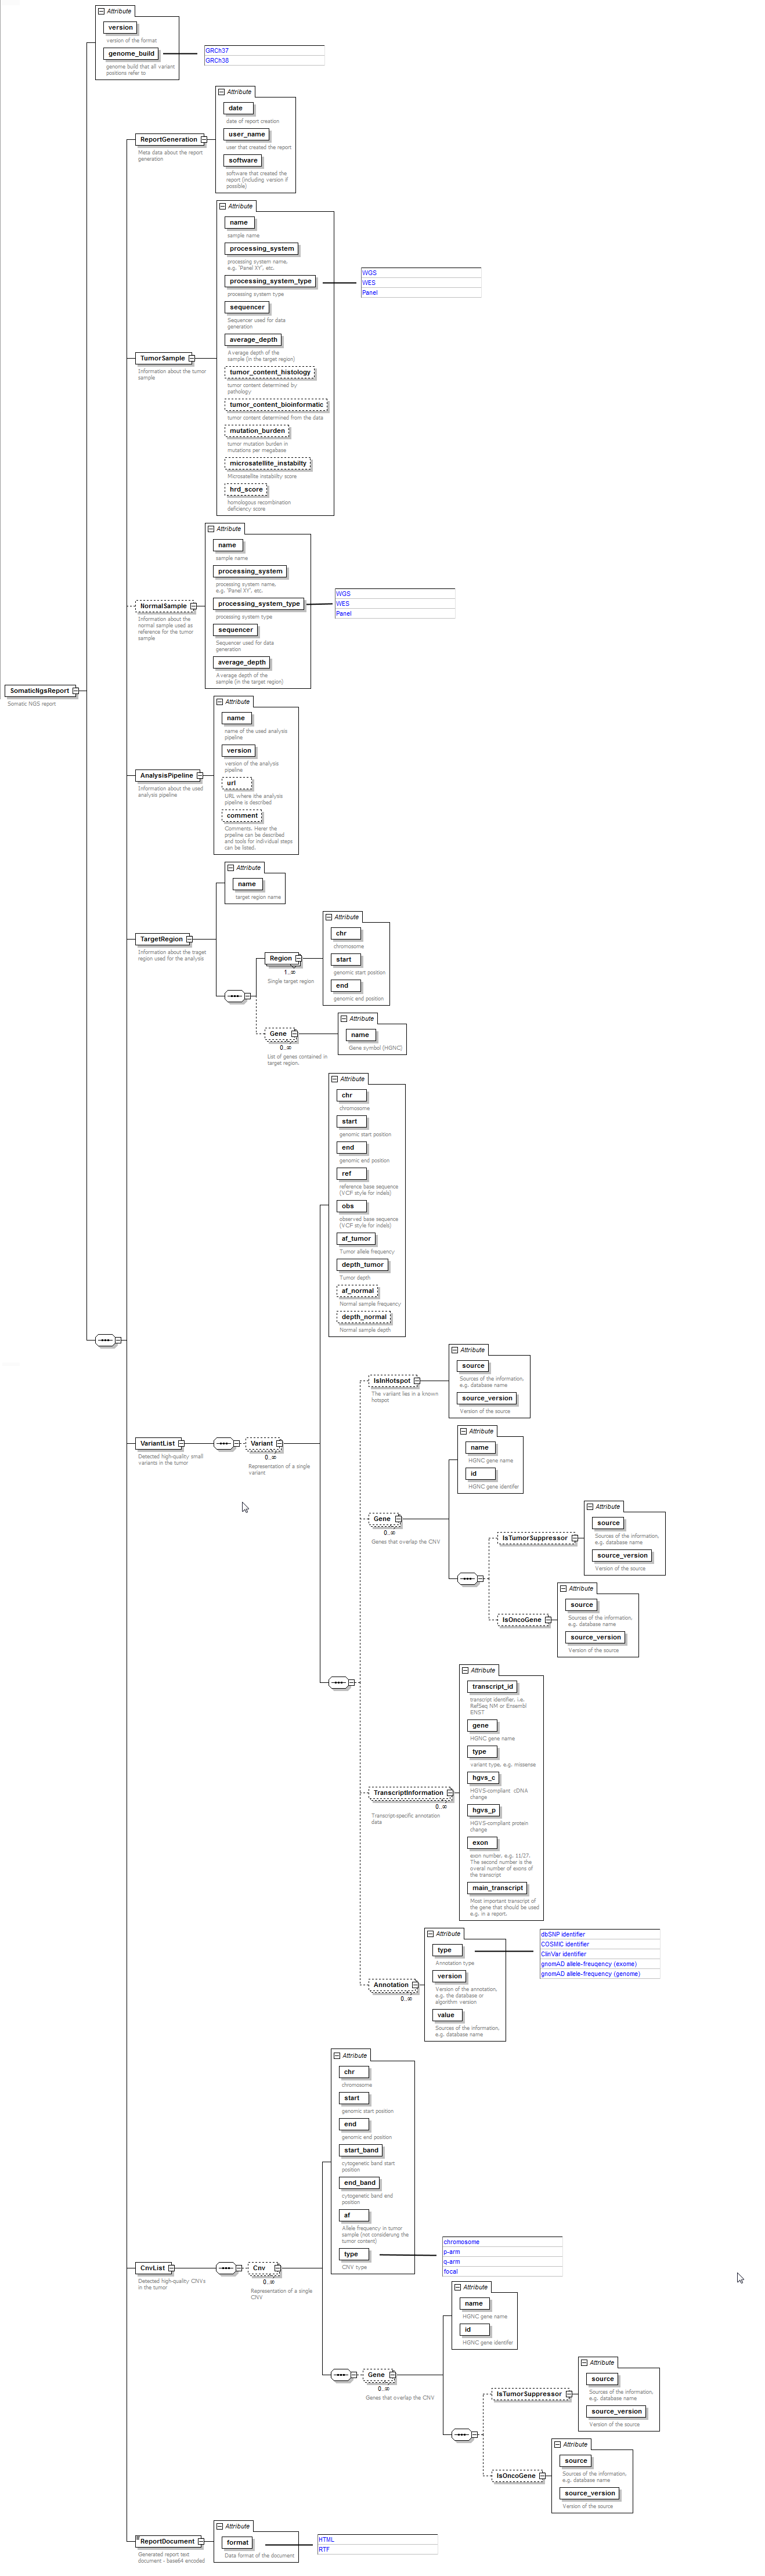 Attribute
version
version of the format
genome_build
genome build that all variant
positions refer to
GRCh37
GRCh38
Attribute
date
date of report creation
user_name
user that created the report
software
software that created the
report (including version if
possible)
ReportGeneration
Meta data about the report
generation
Attribute
name
sample name
processing_system
processing system name,
e.g. 'Panel XY', etc.
processing_system_type
processing system type
WGS
WES
Panel
sequencer
Sequencer used for data
generation
average_depth
Average depth of the
sample (in the target region)
tumor_content_histology
tumor content determined by
pathology
tumor_content_bioinformatic
tumor content determined from the data
mutation_burden
tumor mutation burden in
mutations per megabase
microsatellite_instabilty
Microsatellite instability score
hrd_score
homologous recombination
deficiency score
TumorSample
Information about the tumor
sample
Attribute
name
sample name
processing_system
processing system name,
e.g. 'Panel XY', etc.
processing_system_type
processing system type
WGS
WES
Panel
sequencer
Sequencer used for data
generation
average_depth
Average depth of the
sample (in the target region)
NormalSample
Information about the
normal sample used as
reference for the tumor
sample
SomaticNgsReport
Somatic NGS report
Attribute
name
name of the used analysis
pipeline
version
version of the analysis
pipeline
url
URL where ithe analysis
pipeline is described
comment
Comments. Herer the
pipeline can be described
and tools for individual steps
can be listed.
AnalysisPipeline
Information about the used
analysis pipeline
Attribute
name
target region name
TargetRegion
Information about the traget
region used for the analysis
Region
1..∞
Single target region
Attribute
chr
chromosome
start
genomic start position
end
genomic end position
Gene
0..∞
List of genes contained in
target region.
Attribute
name
Gene symbol (HGNC)
Attribute
chr
chromosome
start
genomic start position
end
genomic end position
ref
reference base sequence
(VCF style for indels)
obs
observed base sequence
(VCF style for indels)
af_tumor
Tumor allele frequency
depth_tumor
Tumor depth
af_normal
Normal sample frequency
depth_normal
Normal sample depth
VariantList
Detected high-quality small
variants in the tumor
Variant
0..∞
Representation of a single
variant
IsInHotspot
The variant lies in a known
hotspot
Attribute
source
Sources of the information,
e.g. database name
source_version
Version of the source
Gene
0..∞
Genes that overlap the CNV
Attribute
name
HGNC gene name
id
HGNC gene identifier
IsTumorSuppressor
Attribute
source
Sources of the information,
e.g. database name
source_version
Version of the source
IsOncoGene
Attribute
source
Sources of the information,
e.g. database name
source_version
Version of the source
TranscriptInformation
0..∞
Transcript-specific annotation
data
Attribute
transcript_id
transcript identifier, i.e.
RefSeq NM or Ensembl
ENST
gene
HGNC gene name
type
variant type, e.g. missense
hgvs_c
HGVS-compliant cDNA
change
hgvs_p
HGVS-compliant protein
change
exon
exon number, e.g. 11/27.
The second number is the
overal number of exons of
the transcript
main_transcript
Most important transcript of
the gene that should be used
e.g. in a report.
Annotation
0..∞
Attribute
type
Annotation type
version
Version of the annotation,
e.g. the database or
algorithm version
value
Sources of the information,
e.g. database name
dbSNP identifier
COSMIC identifier
ClinVar identifier
gnomAD allele-freuqency (exome)
gnomAD allele-frequency (genome)
Attribute
chr
chromosome
start
genomic start position
end
genomic end position
start_band
cytogenetic band start
position
end_band
cytogenetic band end
position
af
Allele frequency in tumor
sample (not considerung the
tumor content)
type
CNV type
chromosome
p-arm
q-arm
focal
CnvList
Detected high-quality CNVs
in the tumor
Cnv
0..∞
Representation of a single
CNV
Gene
0..∞
Genes that overlap the CNV
Attribute
name
HGNC gene name
id
HGNC gene identifier
IsTumorSuppressor
Attribute
source
Sources of the information,
e.g. database name
source_version
Version of the source
IsOncoGene
Attribute
source
Sources of the information,
e.g. database name
source_version
Version of the source
ReportDocument
Generated report text
document - base64 encoded
Attribute
format
Data format of the document
HTML
RTF